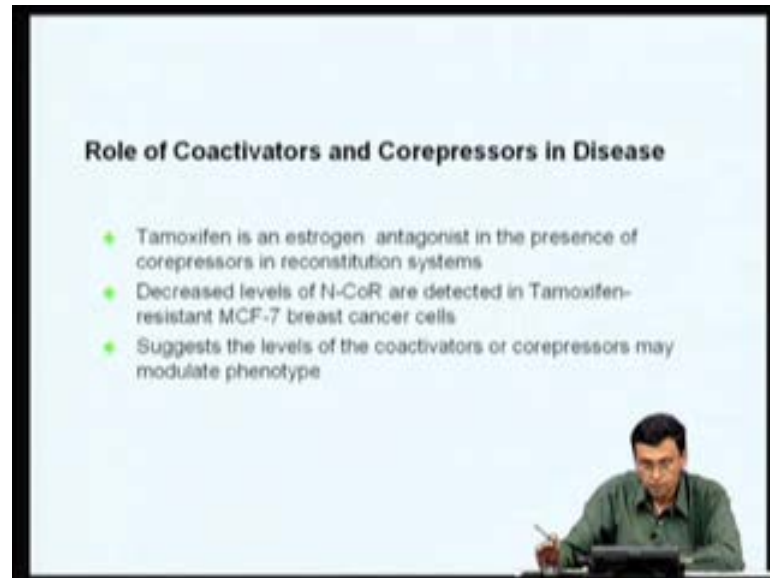 Role of Coactivators and Corepressors in Disease
Tamoxifen is an estrogen antagonist in the presence of
corepressors in reconstitution systems
Decreased levels of N-CoR are detected in Tamoxifen-
resistant MCF-7 breast cancer cells
Suggests the levels of the coactivators or corepressors may
modulate phenotype